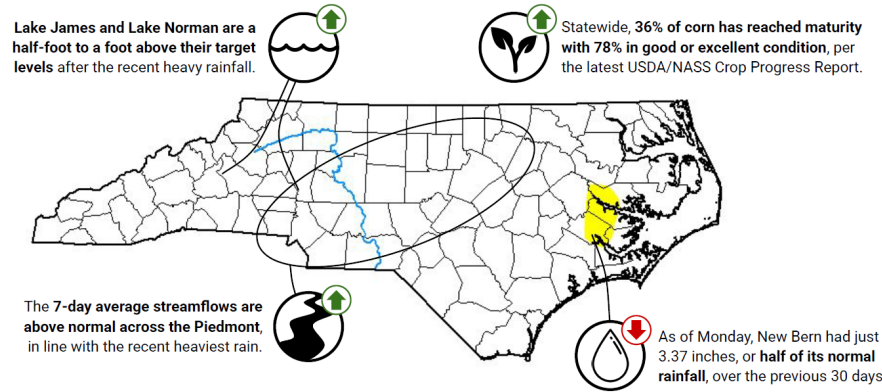 Lake James and Lake Norman are a
half-foot to a foot above their target
levels after the recent heavy rainfall.
Statewide, 36% of corn has reached maturity
with 78% in good or excellent condition, per
the latest USDA/NASS Crop Progress Report.
The 7-day average streamflows are
above normal across the Piedmont,
in line with the recent heaviest rain.
As of Monday, New Bern had just
3.37 inches, or half of its normal
rainfall, over the previous 30 days